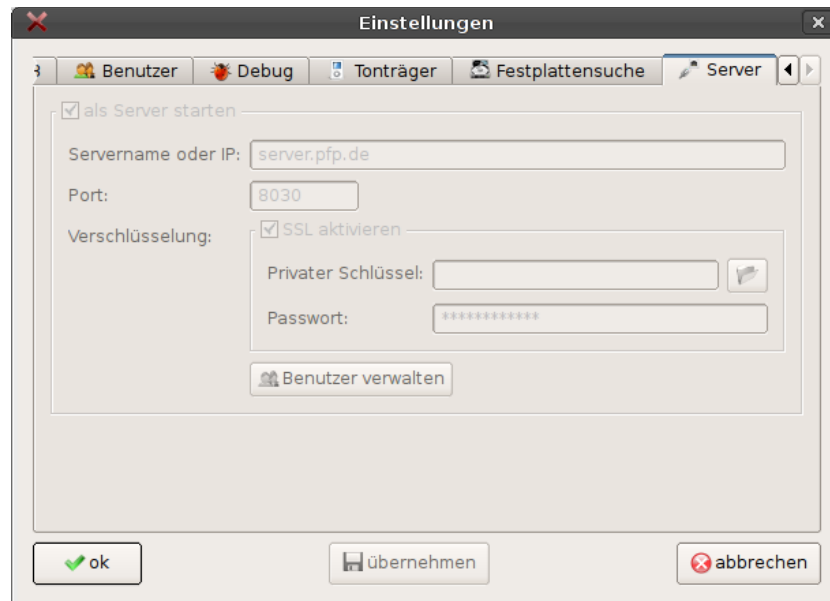 Einstellungen
Benutzer Debug Tonträger Festplattensuche Server
als Server starten
Servername oder IP: server.pfp.de
Port: 8030
Verschlüsselung: SSL aktivieren
Privater Schlüssel:
Passwort: ************
Benutzer verwalten
ok übernehmen abbrechen